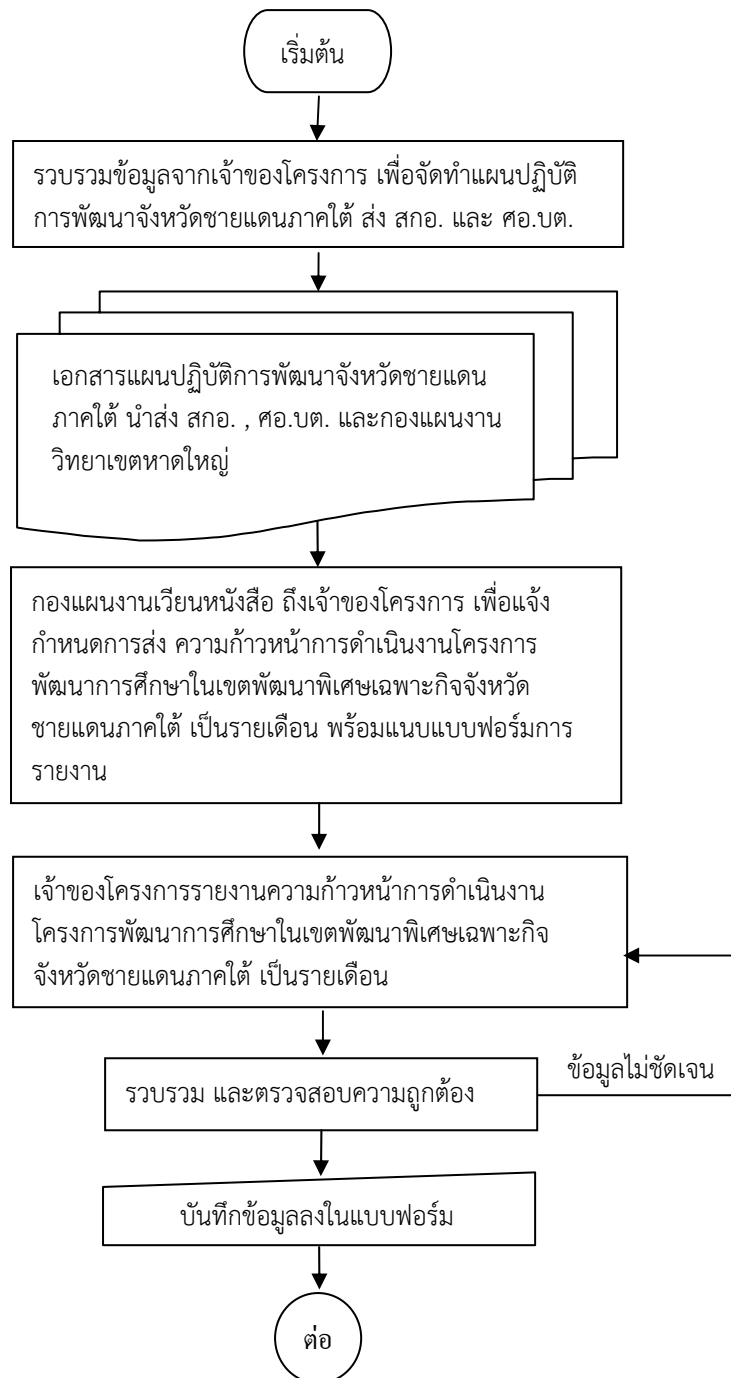 เริ่มต้น
รวบรวมข้อมูลจากเจ้าของโครงการ เพื่อจัดทำแผนปฏิบัติ
การพัฒนาจังหวัดชายแดนภาคใต้ ส่ง สกอ. และ ศอ.บต.
เอกสารแผนปฏิบัติการพัฒนาจังหวัดชายแดน
ภาคใต้ นำส่ง สกอ. , ศอ.บต. และกองแผนงาน
วิทยาเขตหาดใหญ่
กองแผนงานเวียนหนังสือ ถึงเจ้าของโครงการ เพื่อแจ้ง
กำหนดการส่ง ความก้าวหน้าการดำเนินงานโครงการ
พัฒนาการศึกษาในเขตพัฒนาพิเศษเฉพาะกิจจังหวัด
ชายแดนภาคใต้ เป็นรายเดือน พร้อมแนบแบบฟอร์มการ
รายงาน
เจ้าของโครงการรายงานความก้าวหน้าการดำเนินงาน
โครงการพัฒนาการศึกษาในเขตพัฒนาพิเศษเฉพาะกิจ
จังหวัดชายแดนภาคใต้ เป็นรายเดือน
รวบรวม และตรวจสอบความถูกต้อง
ข้อมูลไม่ชัดเจน
บันทึกข้อมูลลงในแบบฟอร์ม
ต่อ